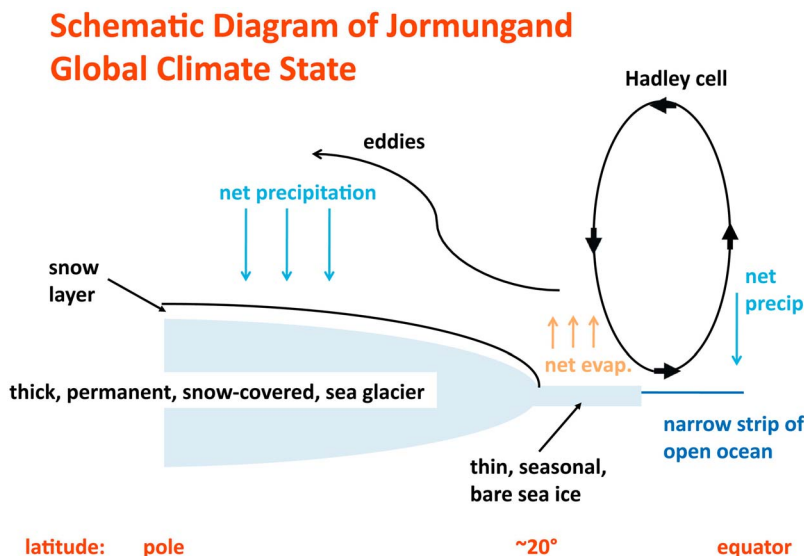 Schematic Diagram of Jormungand
Global Climate State
Hadley cell
eddies
net precipitation
snow
layer
net
precip
net evap.
thick, permanent, snow-covered, sea glacier
narrow strip of
open ocean
thin, seasonal,
bare sea ice
latitude: pole ~20° equator